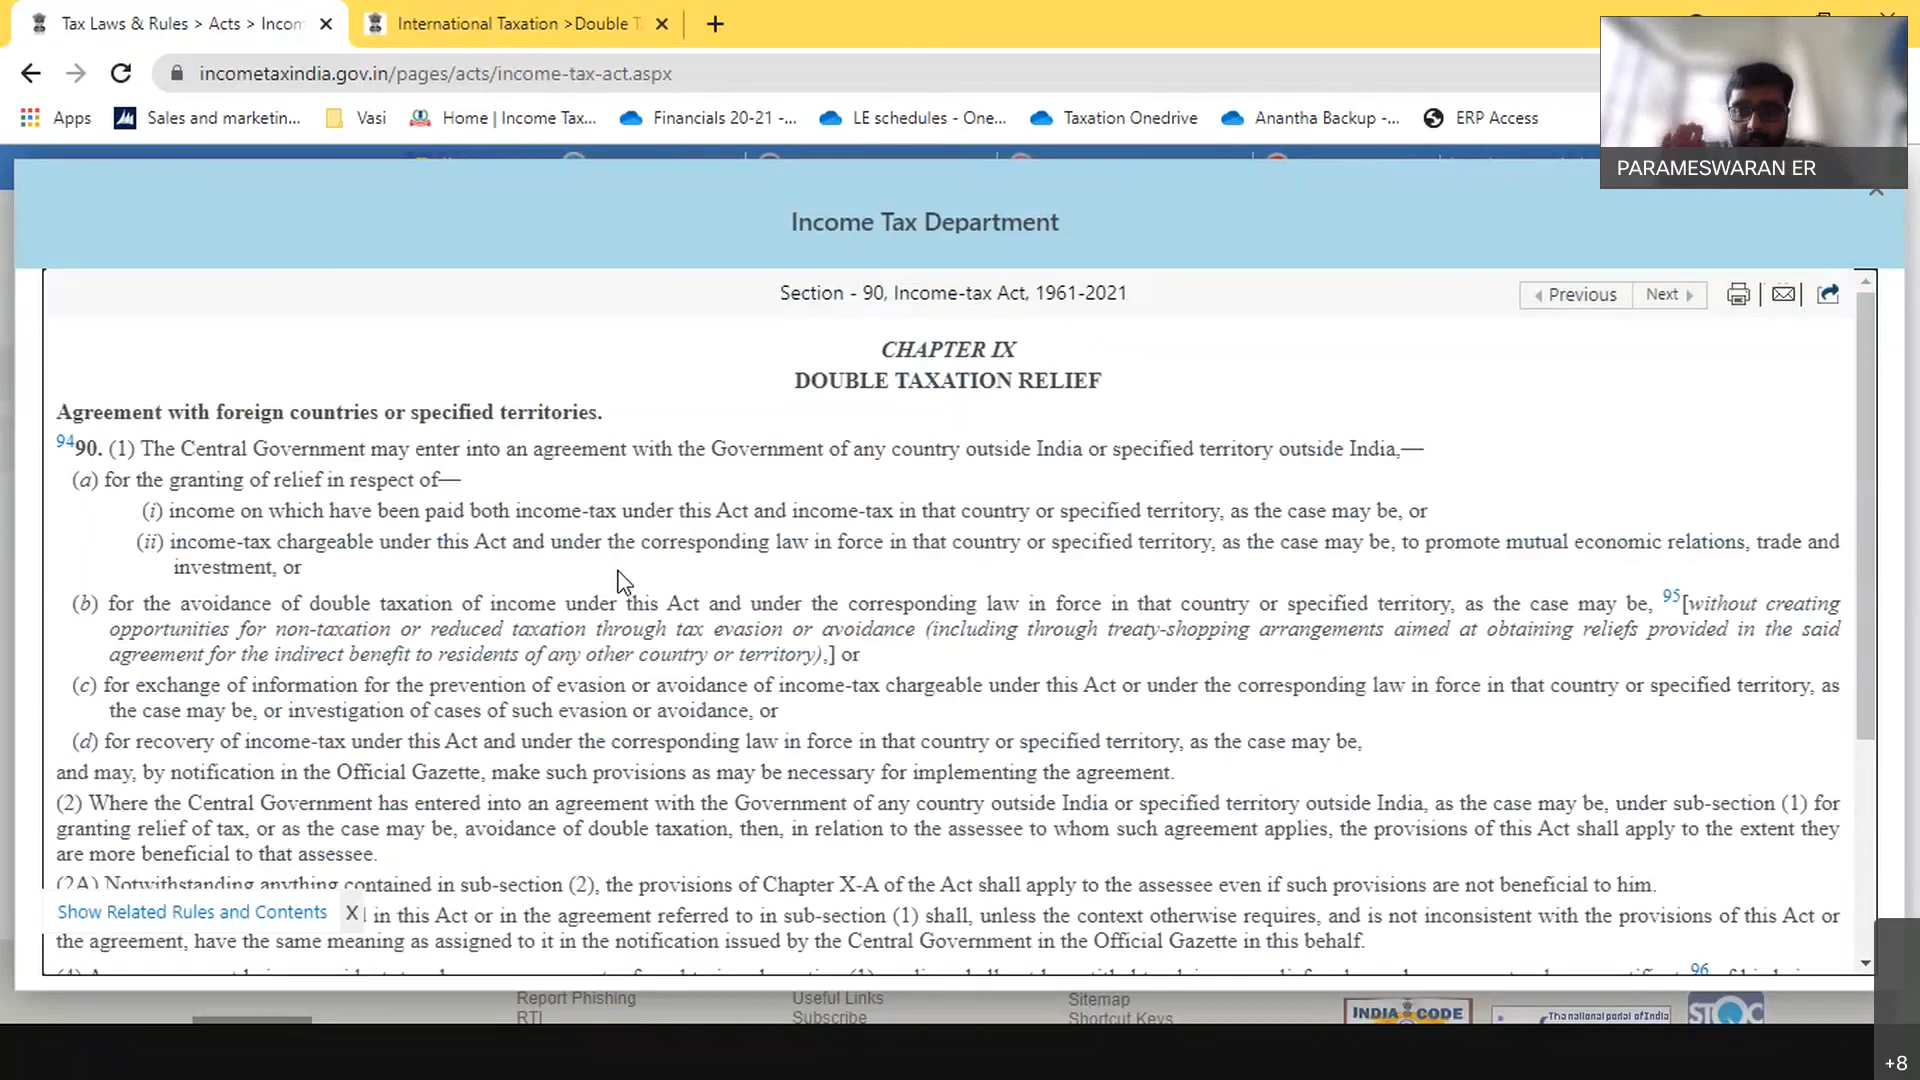 Tax Laws & Rules > Acts > Incom
International Taxation >Double T
incometaxindia.gov.in/pages/acts/income-tax-act.aspx
Apps
Sales and marketin...
Vasi
Home | Income Tax...
Financials 20-21 -...
LE schedules - One...
Taxation Onedrive
Anantha Backup -...
ERP Access
PARAMESWARAN ER
Income Tax Department
Section - 90, Income-tax Act, 1961-2021
Previous
Next
CHAPTER IX
DOUBLE TAXATION RELIEF
Agreement with foreign countries or specified territories.
9490. (1) The Central Government may enter into an agreement with the Government of any country outside India or specified territory outside India,—
(a) for the granting of relief in respect of—
(i) income on which have been paid both income-tax under this Act and income-tax in that country or specified territory, as the case may be, or
(ii) income-tax chargeable under this Act and under the corresponding law in force in that country or specified territory, as the case may be, to promote mutual economic relations, trade and
investment, or
(b) for the avoidance of double taxation of income under this Act and under the corresponding law in force in that country or specified territory, as the case may be, 95[without creating
opportunities for non-taxation or reduced taxation through tax evasion or avoidance (including through treaty-shopping arrangements aimed at obtaining reliefs provided in the said
agreement for the indirect benefit to residents of any other country or territory),] or
(c) for exchange of information for the prevention of evasion or avoidance of income-tax chargeable under this Act or under the corresponding law in force in that country or specified territory, as
the case may be, or investigation of cases of such evasion or avoidance, or
(d) for recovery of income-tax under this Act and under the corresponding law in force in that country or specified territory, as the case may be,
and may, by notification in the Official Gazette, make such provisions as may be necessary for implementing the agreement.
(2) Where the Central Government has entered into an agreement with the Government of any country outside India or specified territory outside India, as the case may be, under sub-section (1) for
granting relief of tax, or as the case may be, avoidance of double taxation, then, in relation to the assessee to whom such agreement applies, the provisions of this Act shall apply to the extent they
are more beneficial to that assessee.
(2A) Notwithstanding anything contained in sub-section (2), the provisions of Chapter X-A of the Act shall apply to the assessee even if such provisions are not beneficial to him.
Show Related Rules and Contents X
in this Act or in the agreement referred to in sub-section (1) shall, unless the context otherwise requires, and is not inconsistent with the provisions of this Act or
the agreement, have the same meaning as assigned to it in the notification issued by the Central Government in the Official Gazette in this behalf.
96
Report Phishing
Useful Links
Sitemap
RTI
Subscribe
Shortcut Keys
INDIA CODE
The national portal of India
STQC
+8